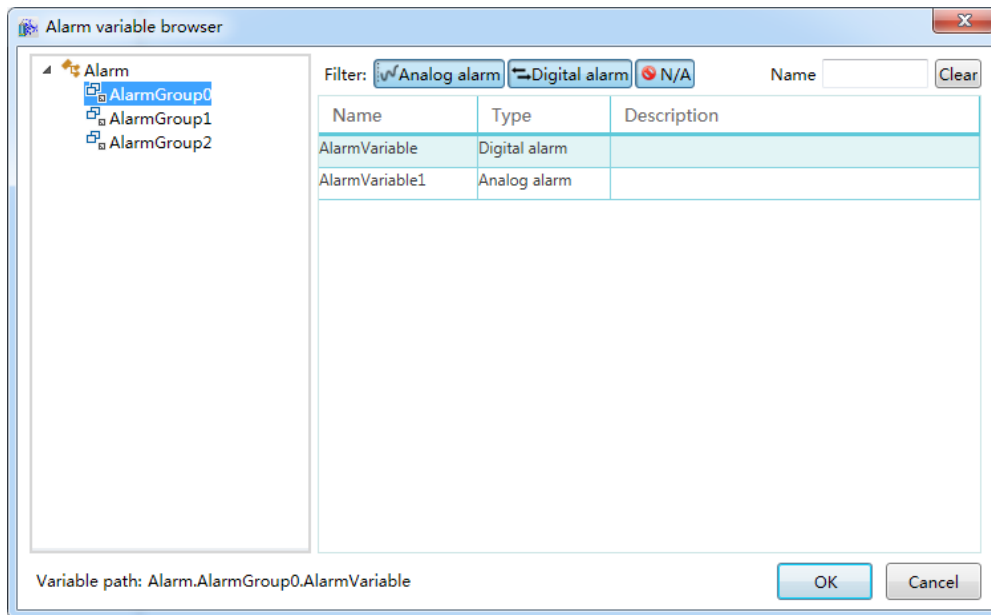 Alarm variable browser
Alarm
AlarmGroup0
AlarmGroup1
AlarmGroup2
Filter: Analog alarm Digital alarm N/A Name Clear
Name Type Description
AlarmVariable Digital alarm
AlarmVariable1 Analog alarm
Variable path: Alarm.AlarmGroup0.AlarmVariable
OK Cancel